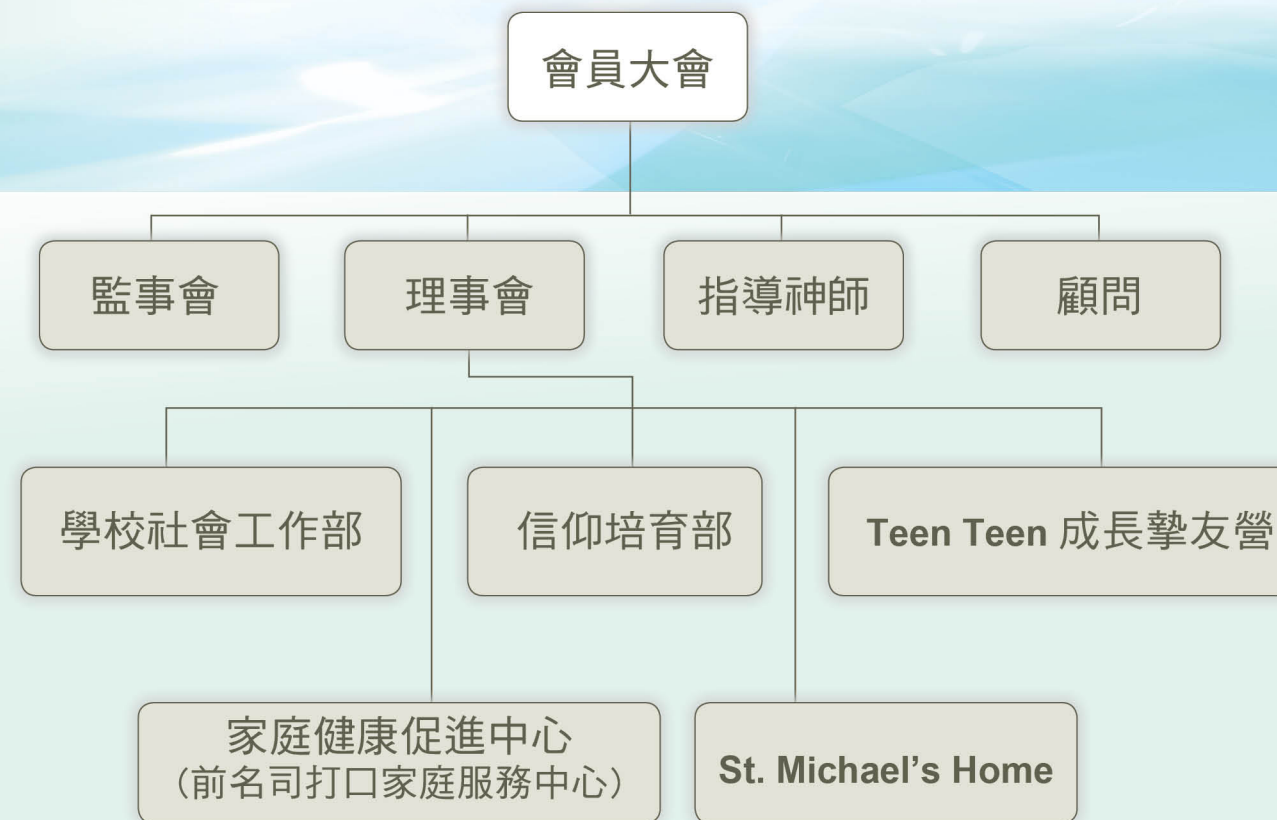 會員大會
監事會
理事會
指導神師
顧問
學校社會工作部
信仰培育部
Teen Teen 成長摯友營
家庭健康促進中心
（前名司打口家庭服務中心）
St. Michael’s Home